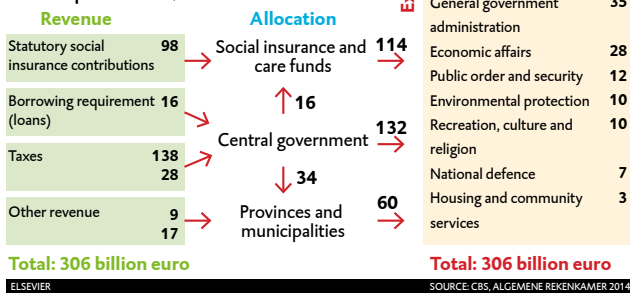 Revenue
Statutory social 98
insurance contributions
Borrowing requirement 16
(loans)
Taxes 138
28
Other revenue 9
17
Total: 306 billion euro
Allocation
Social insurance and 114
care funds
16
Central government 132
34
Provinces and 60
municipalities
General government 35
administration
Economic affairs 28
Public order and security 12
Environmental protection 10
Recreation, culture and 10
religion
National defence 7
Housing and community 3
services
Total: 306 billion euro
ELSEVIER
SOURCE: CBS, ALGEMENE REKENKAMER 2014